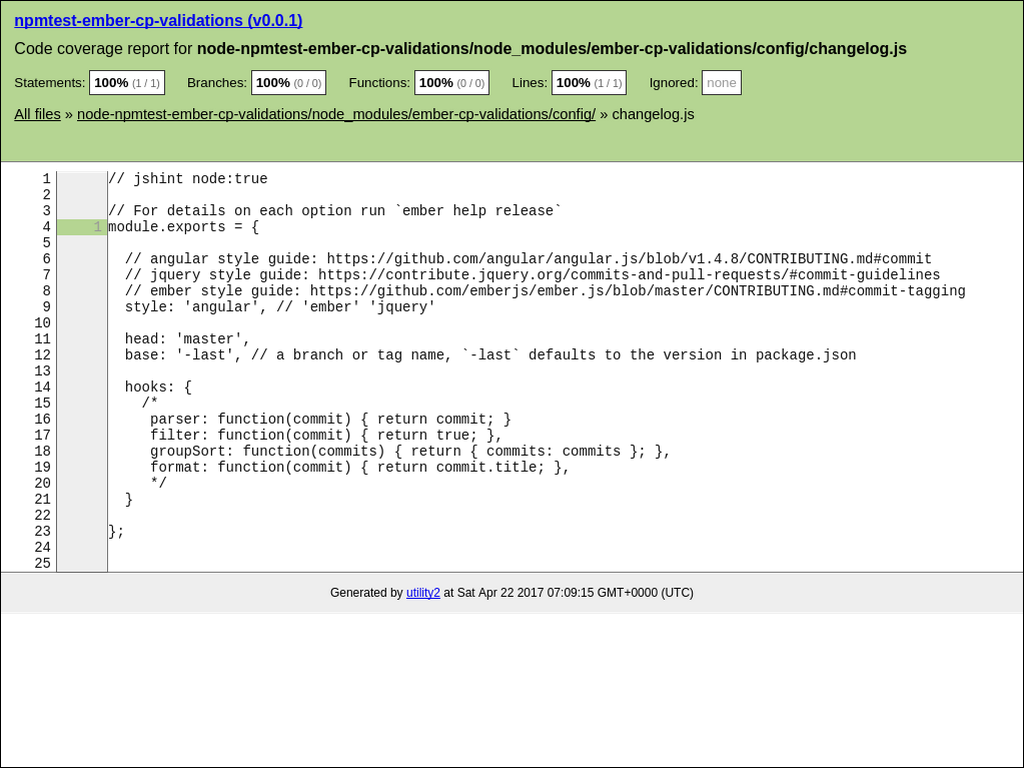 npmtest-ember-cp-validations (v0.0.1)
Code coverage report for node-npmtest-ember-cp-validations/node_modules/ember-cp-validations/config/changelog.js
Statements: 100% (1 / 1) Branches: 100% (0 / 0) Functions: 100% (0 / 0) Lines: 100% (1 / 1) Ignored: none
All files » node-npmtest-ember-cp-validations/node_modules/ember-cp-validations/config/ » changelog.js
1 // jshint node:true
2
3 // For details on each option run `ember help release`
4 1 module.exports = {
5
6 // angular style guide: https://github.com/angular/angular.js/blob/v1.4.8/CONTRIBUTING.md#commit
7 // jquery style guide: https://contribute.jquery.org/commits-and-pull-requests/#commit-guidelines
8 // ember style guide: https://github.com/emberjs/ember.js/blob/master/CONTRIBUTING.md#commit-tagging
9 style: 'angular', // 'ember' 'jquery'
10
11 head: 'master',
12 base: '-last', // a branch or tag name, `-last` defaults to the version in package.json
13
14 hooks: {
15 /*
16 parser: function(commit) { return commit; }
17 filter: function(commit) { return true; },
18 groupSort: function(commits) { return { commits: commits }; },
19 format: function(commit) { return commit.title; },
20 */
21 }
22
23 };
24
25
Generated by utility2 at Sat Apr 22 2017 07:09:15 GMT+0000 (UTC)